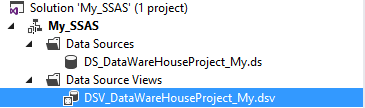 Solution 'My_SSAS' (1 project)
My_SSAS
Data Sources
DS_DataWareHouseProject_My.ds
Data Source Views
DSV_DataWareHouseProject_My.dsv